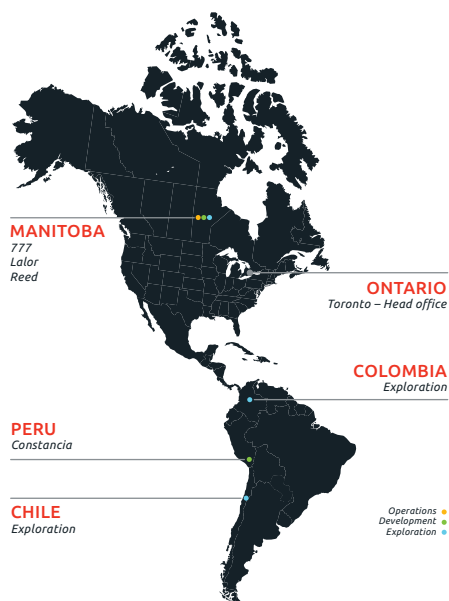 MANITOBA
777
Lalor
Reed
ONTARIO
Toronto – Head office
COLOMBIA
Exploration
PERU
Constancia
CHILE
Exploration
Operations
Development
Exploration